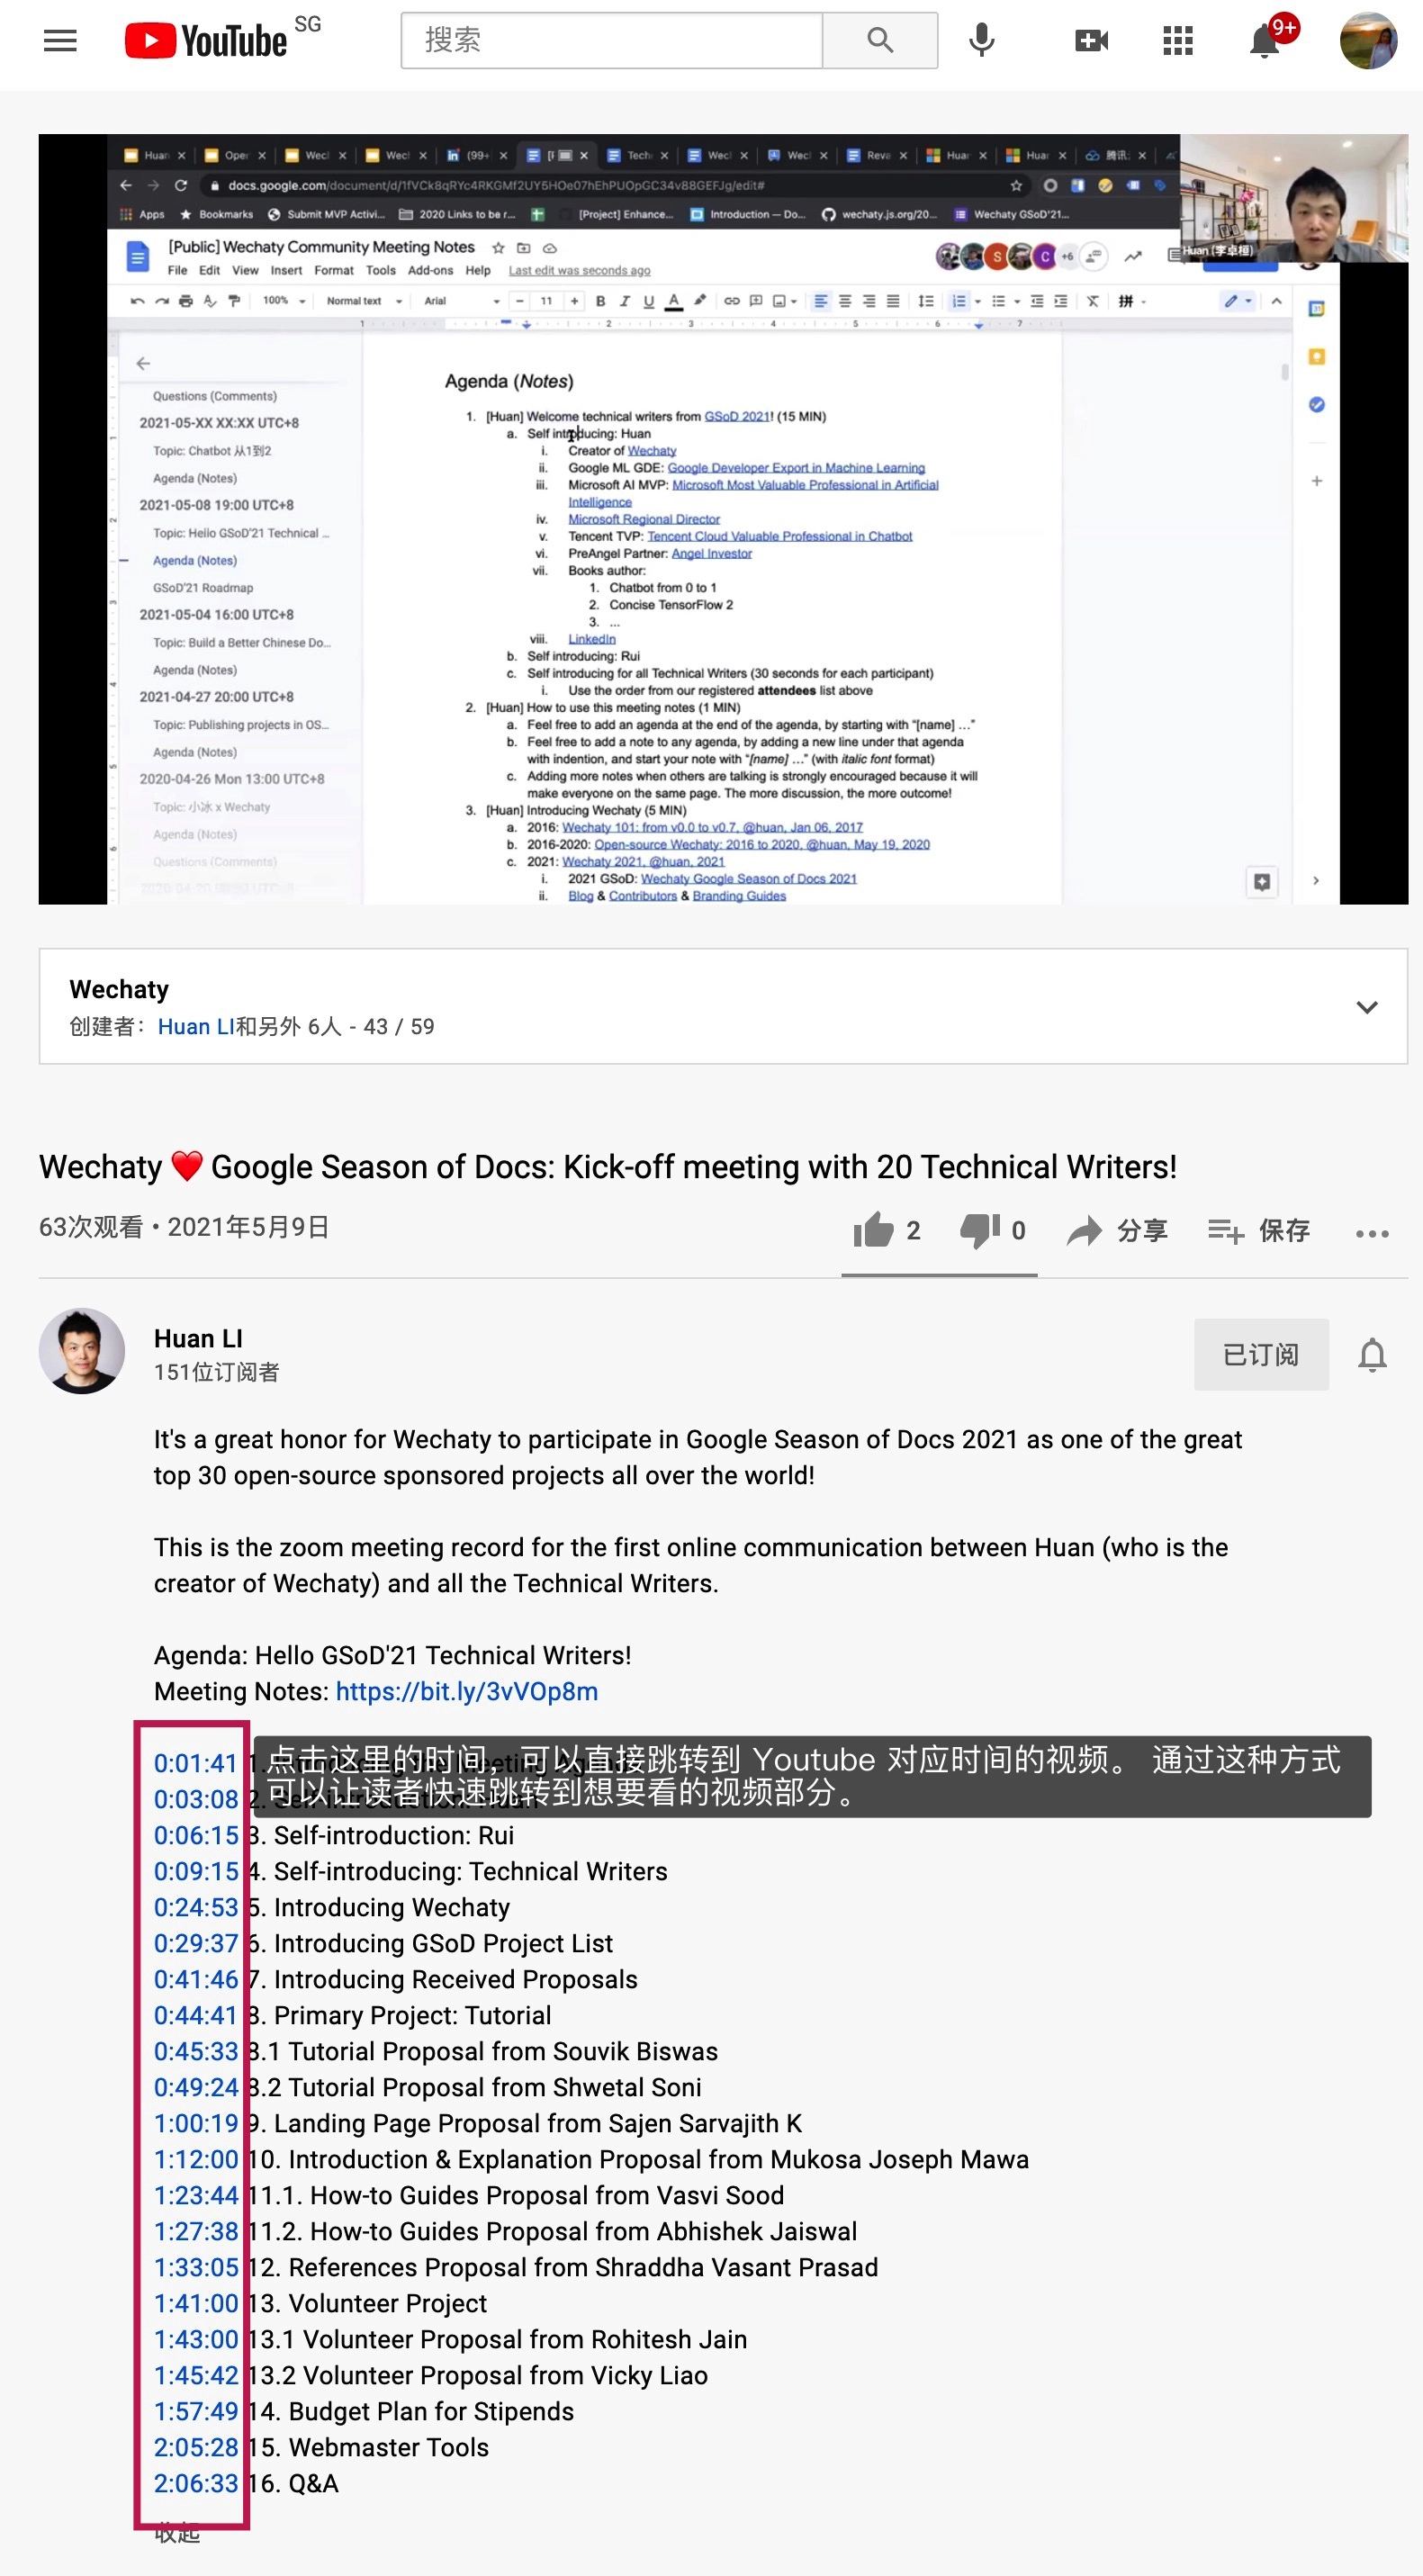 YouTube SG
搜索
9+
Huan
Oper
Wecl
Wecl
(99+
Tech
Wecl
Wecl
Reva
Huar
Huar
腾讯
docs.google.com/document/d/1fVCk8qRYc4RKGMf2UY5HOe07hEhPUOpGC34v88GEFJg/edit#
Apps Bookmarks Submit MVP Activi... 2020 Links to be r... [Project] Enhance... Introduction — Do... wechaty.js.org/20... Wechaty GSoD'21...
Huan (李卓桓)
[Public] Wechaty Community Meeting Notes
File Edit View Insert Format Tools Add-ons Help Last edit was seconds ago
S C +6
100% Normal text Arial 11 B I U A 拼
1 1 2 3 4 5 6 7
Questions (Comments)
2021-05-XX XX:XX UTC+8
Topic: Chatbot 从1到2
Agenda (Notes)
2021-05-08 19:00 UTC+8
Topic: Hello GSoD'21 Technical ...
Agenda (Notes)
GSoD'21 Roadmap
2021-05-04 16:00 UTC+8
Topic: Build a Better Chinese Do...
Agenda (Notes)
2021-04-27 20:00 UTC+8
Topic: Publishing projects in OS...
Agenda (Notes)
2020-04-26 Mon 13:00 UTC+8
Topic: 小冰 x Wechaty
Agenda (Notes)
Questions (Comments)
Agenda (Notes)
1. [Huan] Welcome technical writers from GSoD 2021! (15 MIN)
a. Self introducing: Huan
i. Creator of Wechaty
ii. Google ML GDE: Google Developer Export in Machine Learning
iii. Microsoft AI MVP: Microsoft Most Valuable Professional in Artificial
Intelligence
iv. Microsoft Regional Director
v. Tencent TVP: Tencent Cloud Valuable Professional in Chatbot
vi. PreAngel Partner: Angel Investor
vii. Books author:
1. Chatbot from 0 to 1
2. Concise TensorFlow 2
3. ...
viii. LinkedIn
b. Self introducing: Rui
c. Self introducing for all Technical Writers (30 seconds for each participant)
i. Use the order from our registered attendees list above
2. [Huan] How to use this meeting notes (1 MIN)
a. Feel free to add an agenda at the end of the agenda, by starting with "[name] ..."
b. Feel free to add a note to any agenda, by adding a new line under that agenda
with indention, and start your note with "[name] ..." (with italic font format)
c. Adding more notes when others are talking is strongly encouraged because it will
make everyone on the same page. The more discussion, the more outcome!
3. [Huan] Introducing Wechaty (5 MIN)
a. 2016: Wechaty 101: from v0.0 to v0.7, @huan, Jan 06, 2017
b. 2016-2020: Open-source Wechaty: 2016 to 2020, @huan, May 19, 2020
c. 2021: Wechaty 2021, @huan, 2021
i. 2021 GSoD: Wechaty Google Season of Docs 2021
ii. Blog & Contributors & Branding Guides
Wechaty
创建者：Huan LI和另外 6人 - 43 / 59
Wechaty ❤️ Google Season of Docs: Kick-off meeting with 20 Technical Writers!
63次观看 • 2021年5月9日
2 0 分享 保存 ...
Huan LI
151位订阅者
已订阅
It's a great honor for Wechaty to participate in Google Season of Docs 2021 as one of the great
top 30 open-source sponsored projects all over the world!
This is the zoom meeting record for the first online communication between Huan (who is the
creator of Wechaty) and all the Technical Writers.
Agenda: Hello GSoD'21 Technical Writers!
Meeting Notes: https://bit.ly/3vVOp8m
点击这里的时间，可以直接跳转到 Youtube 对应时间的视频。 通过这种方式
可以让读者快速跳转到想要看的视频部分。
0:01:41
0:03:08
0:06:15 3. Self-introduction: Rui
0:09:15 4. Self-introducing: Technical Writers
0:24:53 5. Introducing Wechaty
0:29:37 6. Introducing GSoD Project List
0:41:46 7. Introducing Received Proposals
0:44:41 8. Primary Project: Tutorial
0:45:33 8.1 Tutorial Proposal from Souvik Biswas
0:49:24 8.2 Tutorial Proposal from Shwetal Soni
1:00:19 9. Landing Page Proposal from Sajen Sarvajith K
1:12:00 10. Introduction & Explanation Proposal from Mukosa Joseph Mawa
1:23:44 11.1. How-to Guides Proposal from Vasvi Sood
1:27:38 11.2. How-to Guides Proposal from Abhishek Jaiswal
1:33:05 12. References Proposal from Shraddha Vasant Prasad
1:41:00 13. Volunteer Project
1:43:00 13.1 Volunteer Proposal from Rohitesh Jain
1:45:42 13.2 Volunteer Proposal from Vicky Liao
1:57:49 14. Budget Plan for Stipends
2:05:28 15. Webmaster Tools
2:06:33 16. Q&A
收起